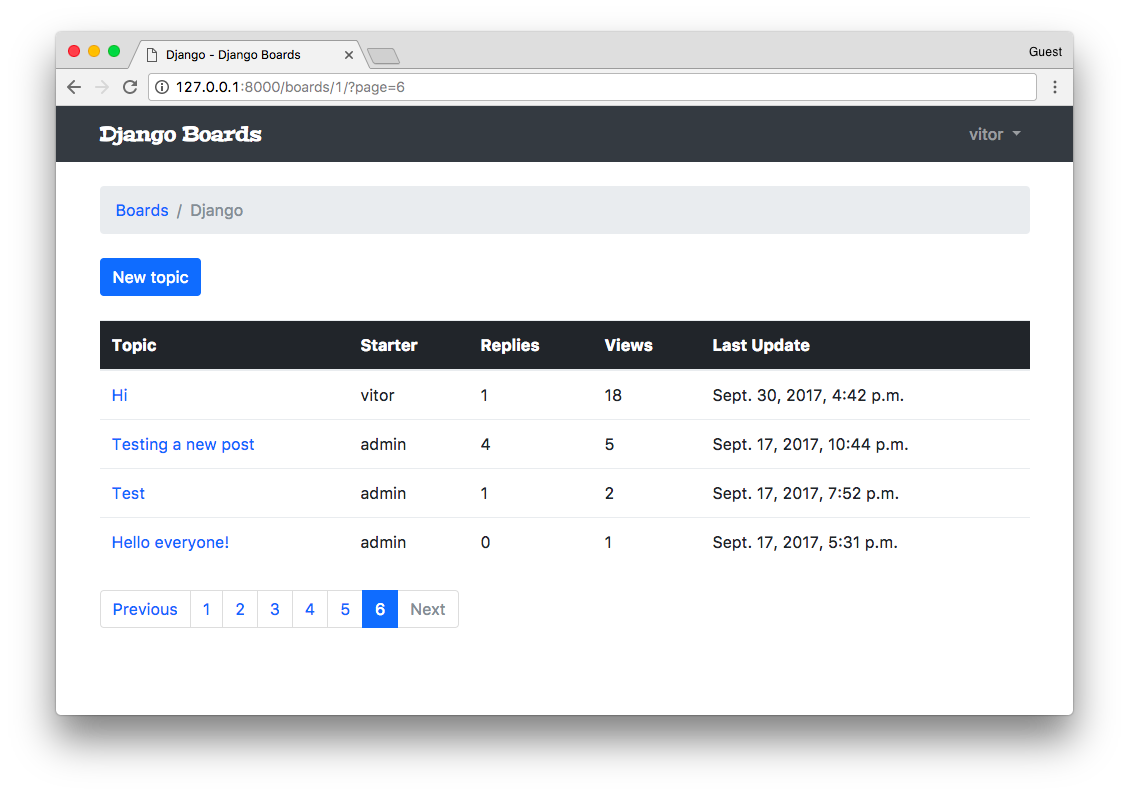 Django - Django Boards
Guest
127.0.0.1:8000/boards/1/?page=6
Django Boards
vitor
Boards / Django
New topic
Topic Starter Replies Views Last Update
Hi vitor 1 18 Sept. 30, 2017, 4:42 p.m.
Testing a new post admin 4 5 Sept. 17, 2017, 10:44 p.m.
Test admin 1 2 Sept. 17, 2017, 7:52 p.m.
Hello everyone! admin 0 1 Sept. 17, 2017, 5:31 p.m.
Previous 1 2 3 4 5 6 Next